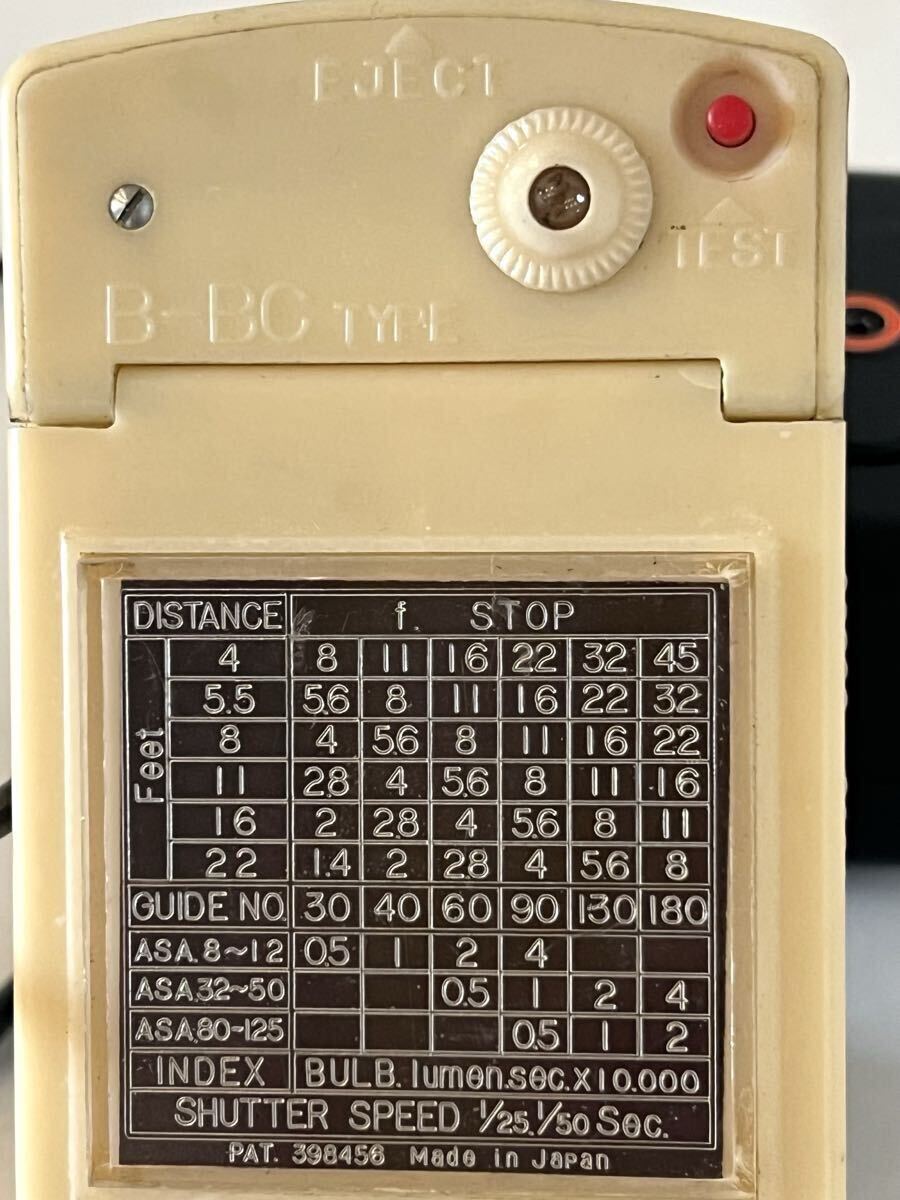 EJECT
TEST
B-BC TYPE
DISTANCE f. STOP
Feet
4 8 11 16 22 32 45
5.5 5.6 8 11 16 22 32
8 4 5.6 8 11 16 22
11 2.8 4 5.6 8 11 16
16 2 2.8 4 5.6 8 11
22 1.4 2 2.8 4 5.6 8
GUIDE NO. 30 40 60 90 130 180
ASA.8~12 0.5 1 2 4
ASA.32~50 0.5 1 2 4
ASA.80~125 0.5 1 2
INDEX BULB. lumen.sec.X10.000
SHUTTER SPEED 1/25.1/50 Sec.
PAT. 398456 Made in Japan